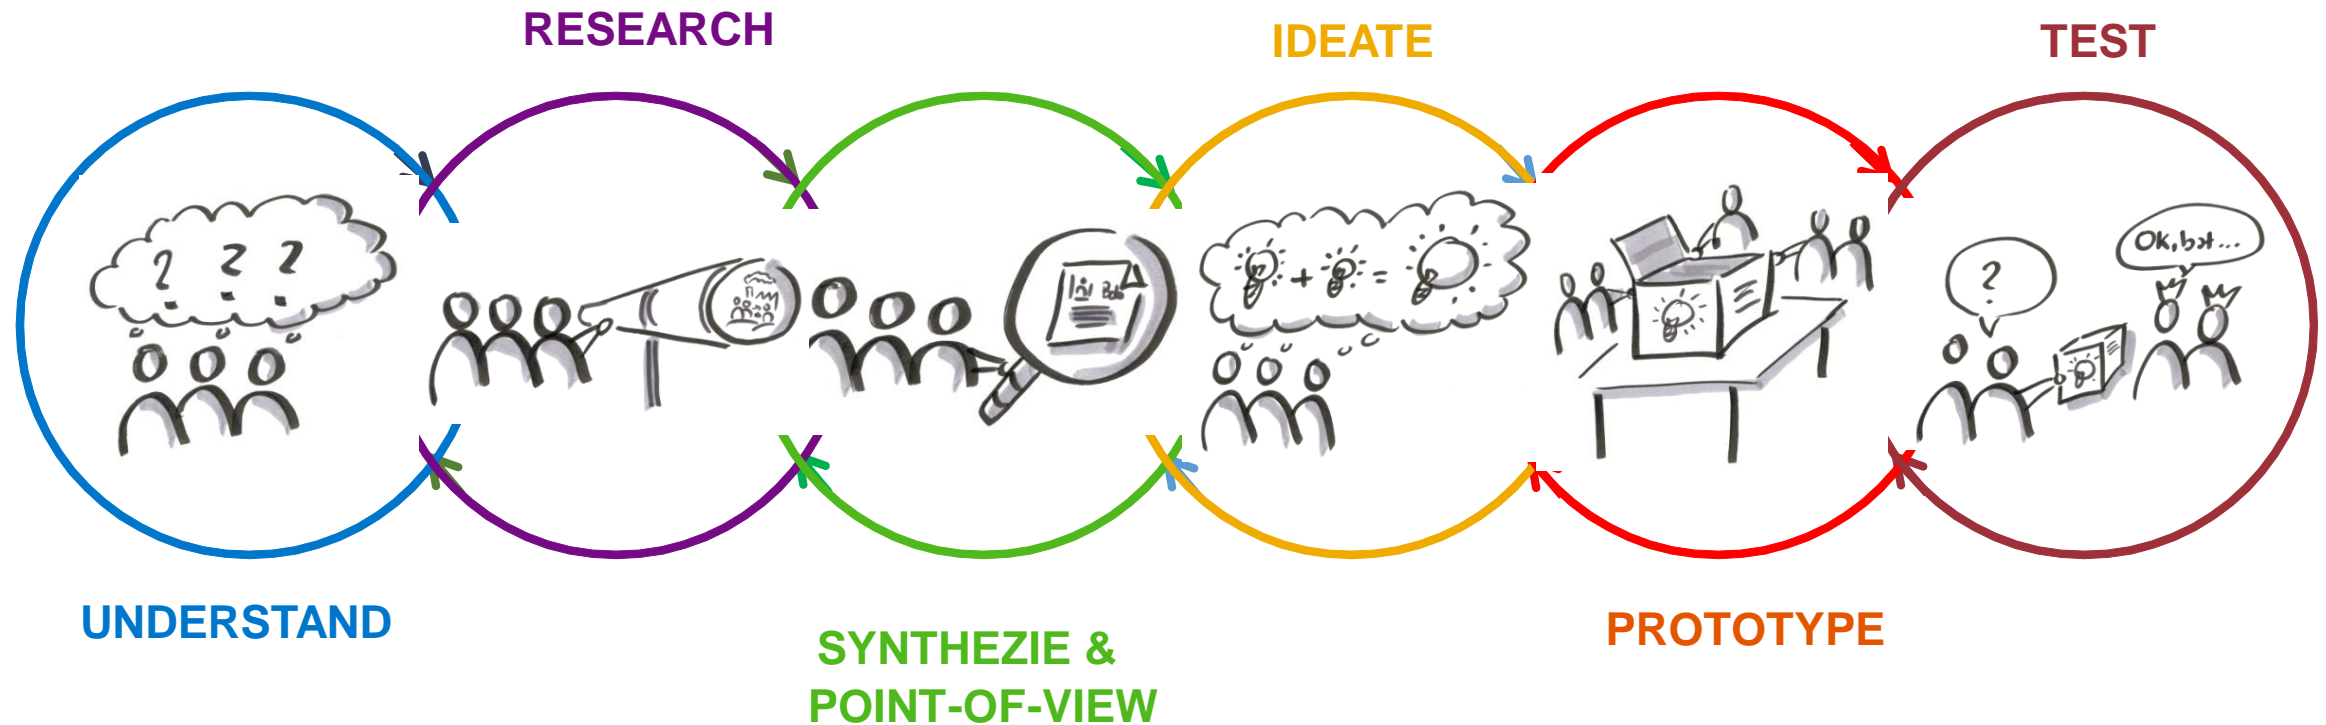 RESEARCH
IDEATE
TEST
? ? ?
+ =
?
Ok, but...
UNDERSTAND
PROTOTYPE
SYNTHEZIE &
POINT-OF-VIEW